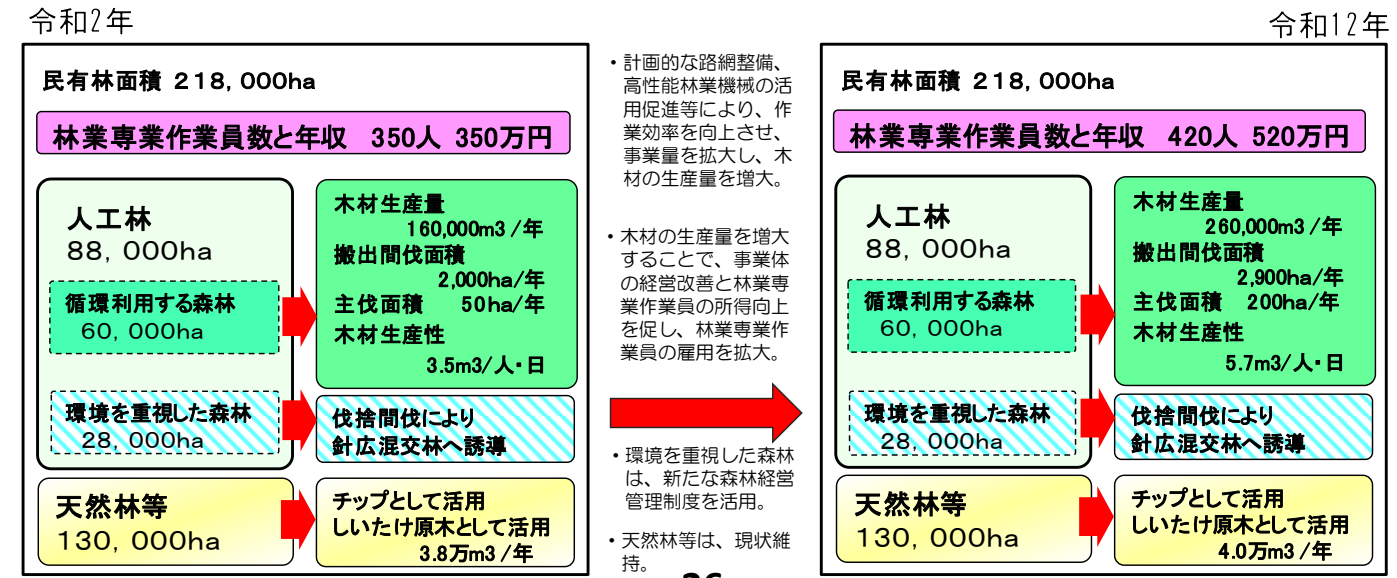 令和2年
民有林面積 218,000ha
林業専業作業員数と年収 350人 350万円
人工林
88,000ha
循環利用する森林
60,000ha
環境を重視した森林
28,000ha
木材生産量
160,000m3/年
搬出間伐面積
2,000ha/年
主伐面積 50ha/年
木材生産性
3.5m3/人・日
伐捨間伐により
針広混交林へ誘導
天然林等
130,000ha
チップとして活用
しいたけ原木として活用
3.8万m3/年
・計画的な路網整備、
高性能林業機械の活
用促進等により、作
業効率を向上させ、
事業量を拡大し、木
材の生産量を増大。
・木材の生産量を増大
することで、事業体
の経営改善と林業専
業作業員の所得向上
を促し、林業専業作
業員の雇用を拡大。
・環境を重視した森林
は、新たな森林経営
管理制度を活用。
・天然林等は、現状維
持。
令和12年
民有林面積 218,000ha
林業専業作業員数と年収 420人 520万円
人工林
88,000ha
循環利用する森林
60,000ha
環境を重視した森林
28,000ha
木材生産量
260,000m3/年
搬出間伐面積
2,900ha/年
主伐面積 200ha/年
木材生産性
5.7m3/人・日
伐捨間伐により
針広混交林へ誘導
天然林等
130,000ha
チップとして活用
しいたけ原木として活用
4.0万m3/年